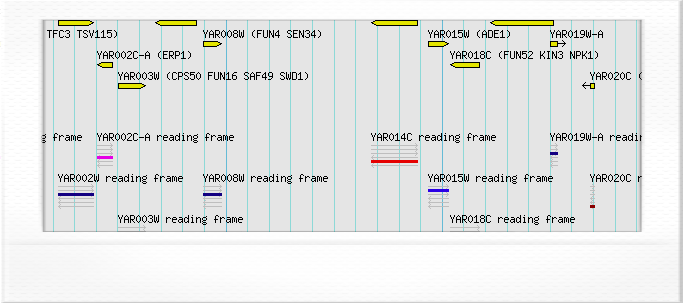 TFC3 TSV115) YAR008W (FUN4 SEN34) YAR015W (ADE1) YAR019W-A
YAR002C-A (ERP1) YAR018C (FUN52 KIN3 NPK1)
YAR003W (CPS50 FUN16 SAF49 SWD1) YAR020C (
g frame YAR002C-A reading frame YAR014C reading frame YAR019W-A readin
YAR002W reading frame YAR008W reading frame YAR015W reading frame YAR020C r
YAR003W reading frame YAR018C reading frame